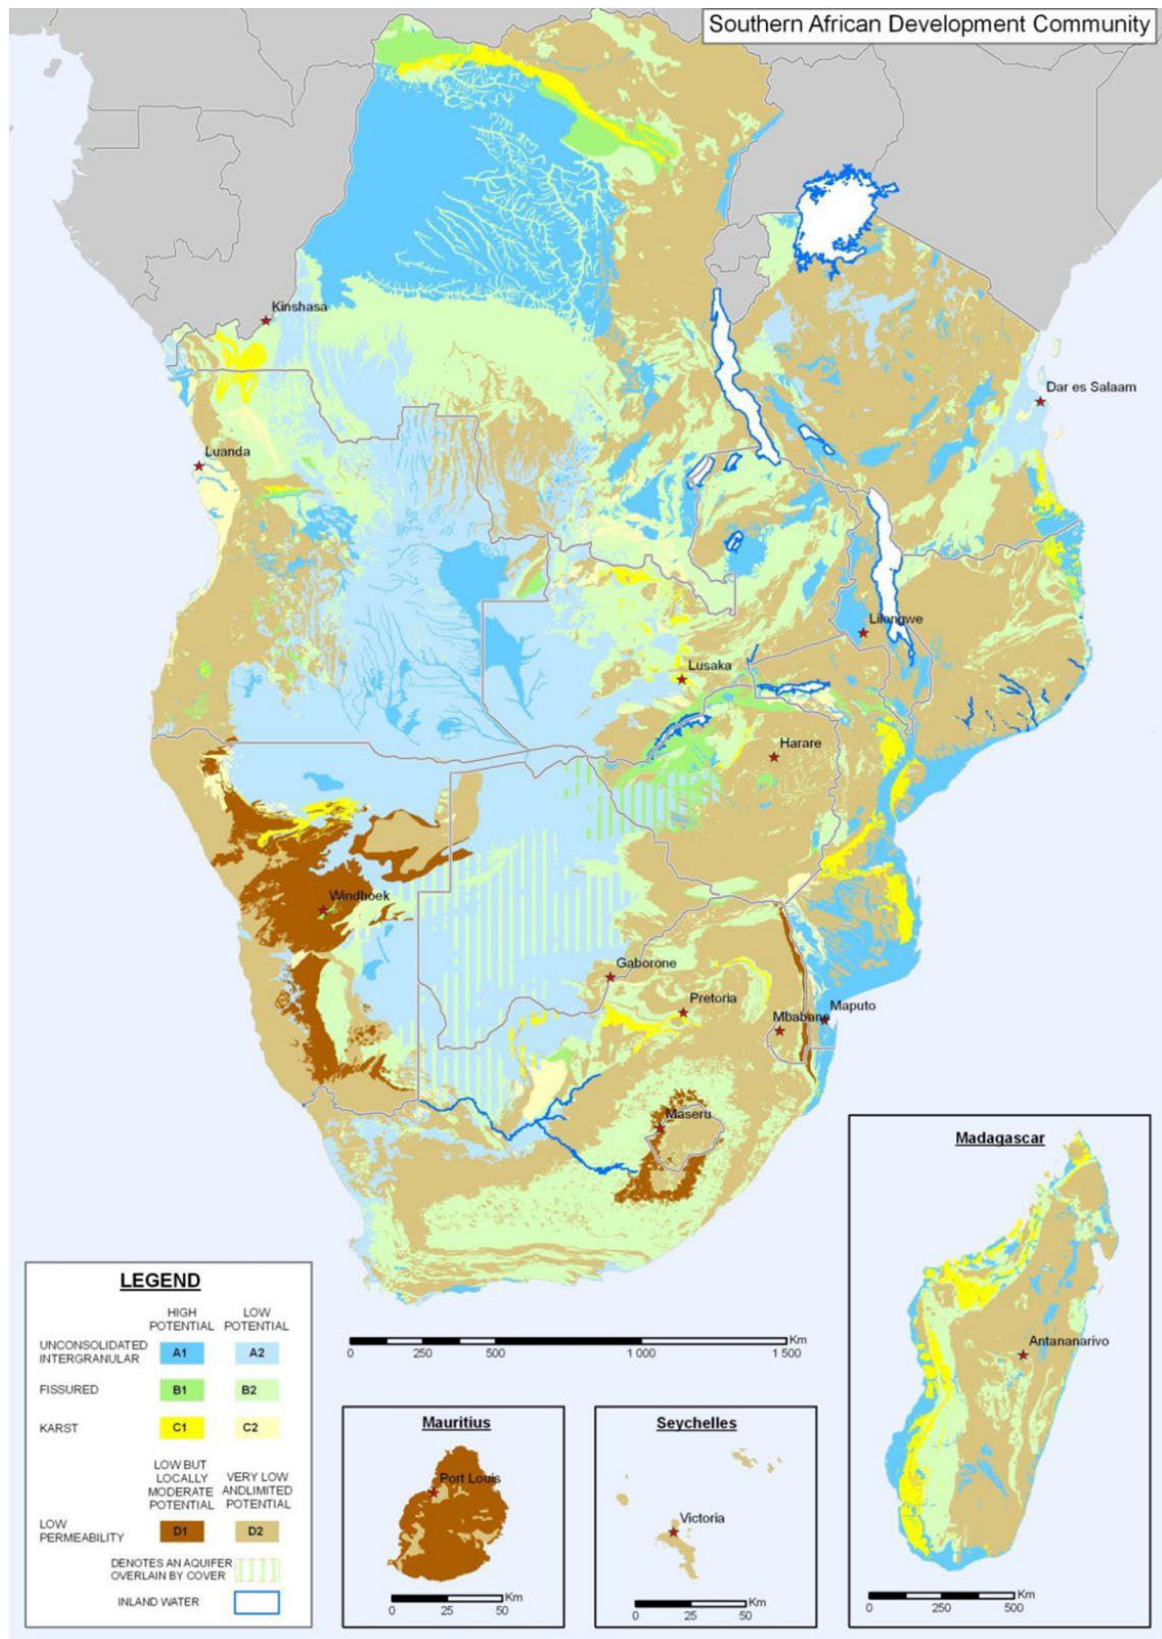 Southern African Development Community
Kinshasa
Dar es Salaam
Luanda
Lilongwe
Lusaka
Harare
Windhoek
Gaborone
Pretoria
Maputo
Mbabane
Maseru
LEGEND
HIGH POTENTIAL
LOW POTENTIAL
UNCONSOLIDATED INTERGRANULAR
A1
A2
FISSURED
B1
B2
KARST
C1
C2
LOW BUT LOCALLY MODERATE POTENTIAL
VERY LOW ANDLIMITED POTENTIAL
LOW PERMEABILITY
D1
D2
DENOTES AN AQUIFER OVERLAIN BY COVER
INLAND WATER
Km
0 250 500 1 000 1 500
Mauritius
Port Louis
Km
0 25 50
Seychelles
Victoria
Km
0 25 50
Madagascar
Antananarivo
Km
0 250 500